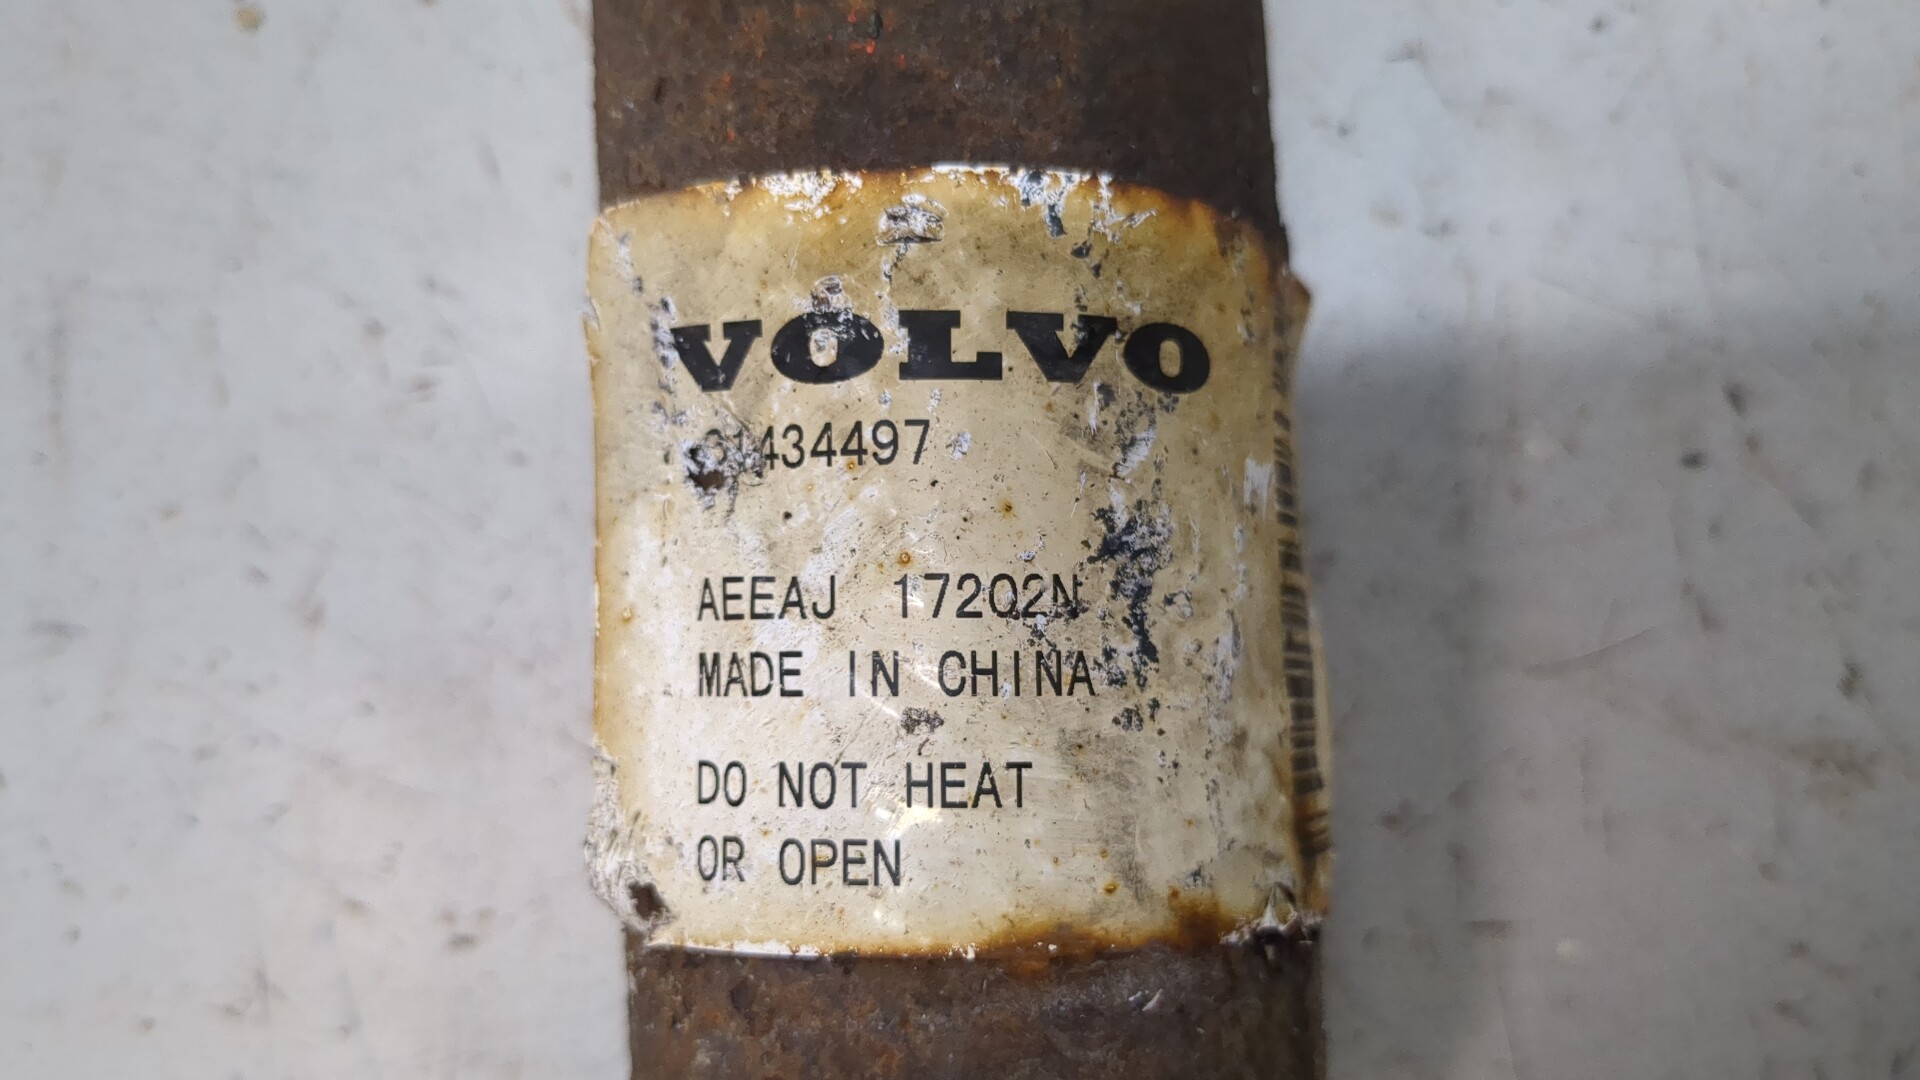 VOLVO
31434497
AEEAJ 172Q2N
MADE IN CHINA
DO NOT HEAT
OR OPEN